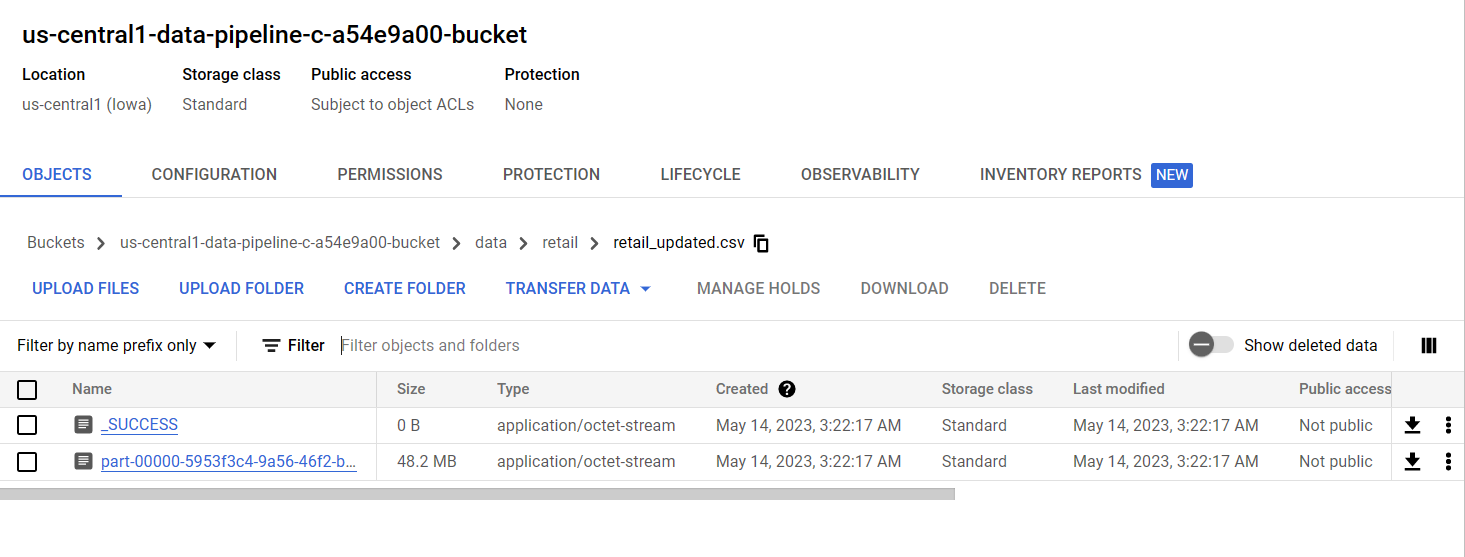 us-central1-data-pipeline-c-a54e9a00-bucket
Location Storage class Public access Protection
us-central1 (Iowa) Standard Subject to object ACLs None
OBJECTS CONFIGURATION PERMISSIONS PROTECTION LIFECYCLE OBSERVABILITY INVENTORY REPORTS NEW
Buckets > us-central1-data-pipeline-c-a54e9a00-bucket > data > retail > retail_updated.csv
UPLOAD FILES UPLOAD FOLDER CREATE FOLDER TRANSFER DATA MANAGE HOLDS DOWNLOAD DELETE
Filter by name prefix only Filter Filter objects and folders Show deleted data
Name Size Type Created ? Storage class Last modified Public access
_SUCCESS 0 B application/octet-stream May 14, 2023, 3:22:17 AM Standard May 14, 2023, 3:22:17 AM Not public
part-00000-5953f3c4-9a56-46f2-b... 48.2 MB application/octet-stream May 14, 2023, 3:22:17 AM Standard May 14, 2023, 3:22:17 AM Not public